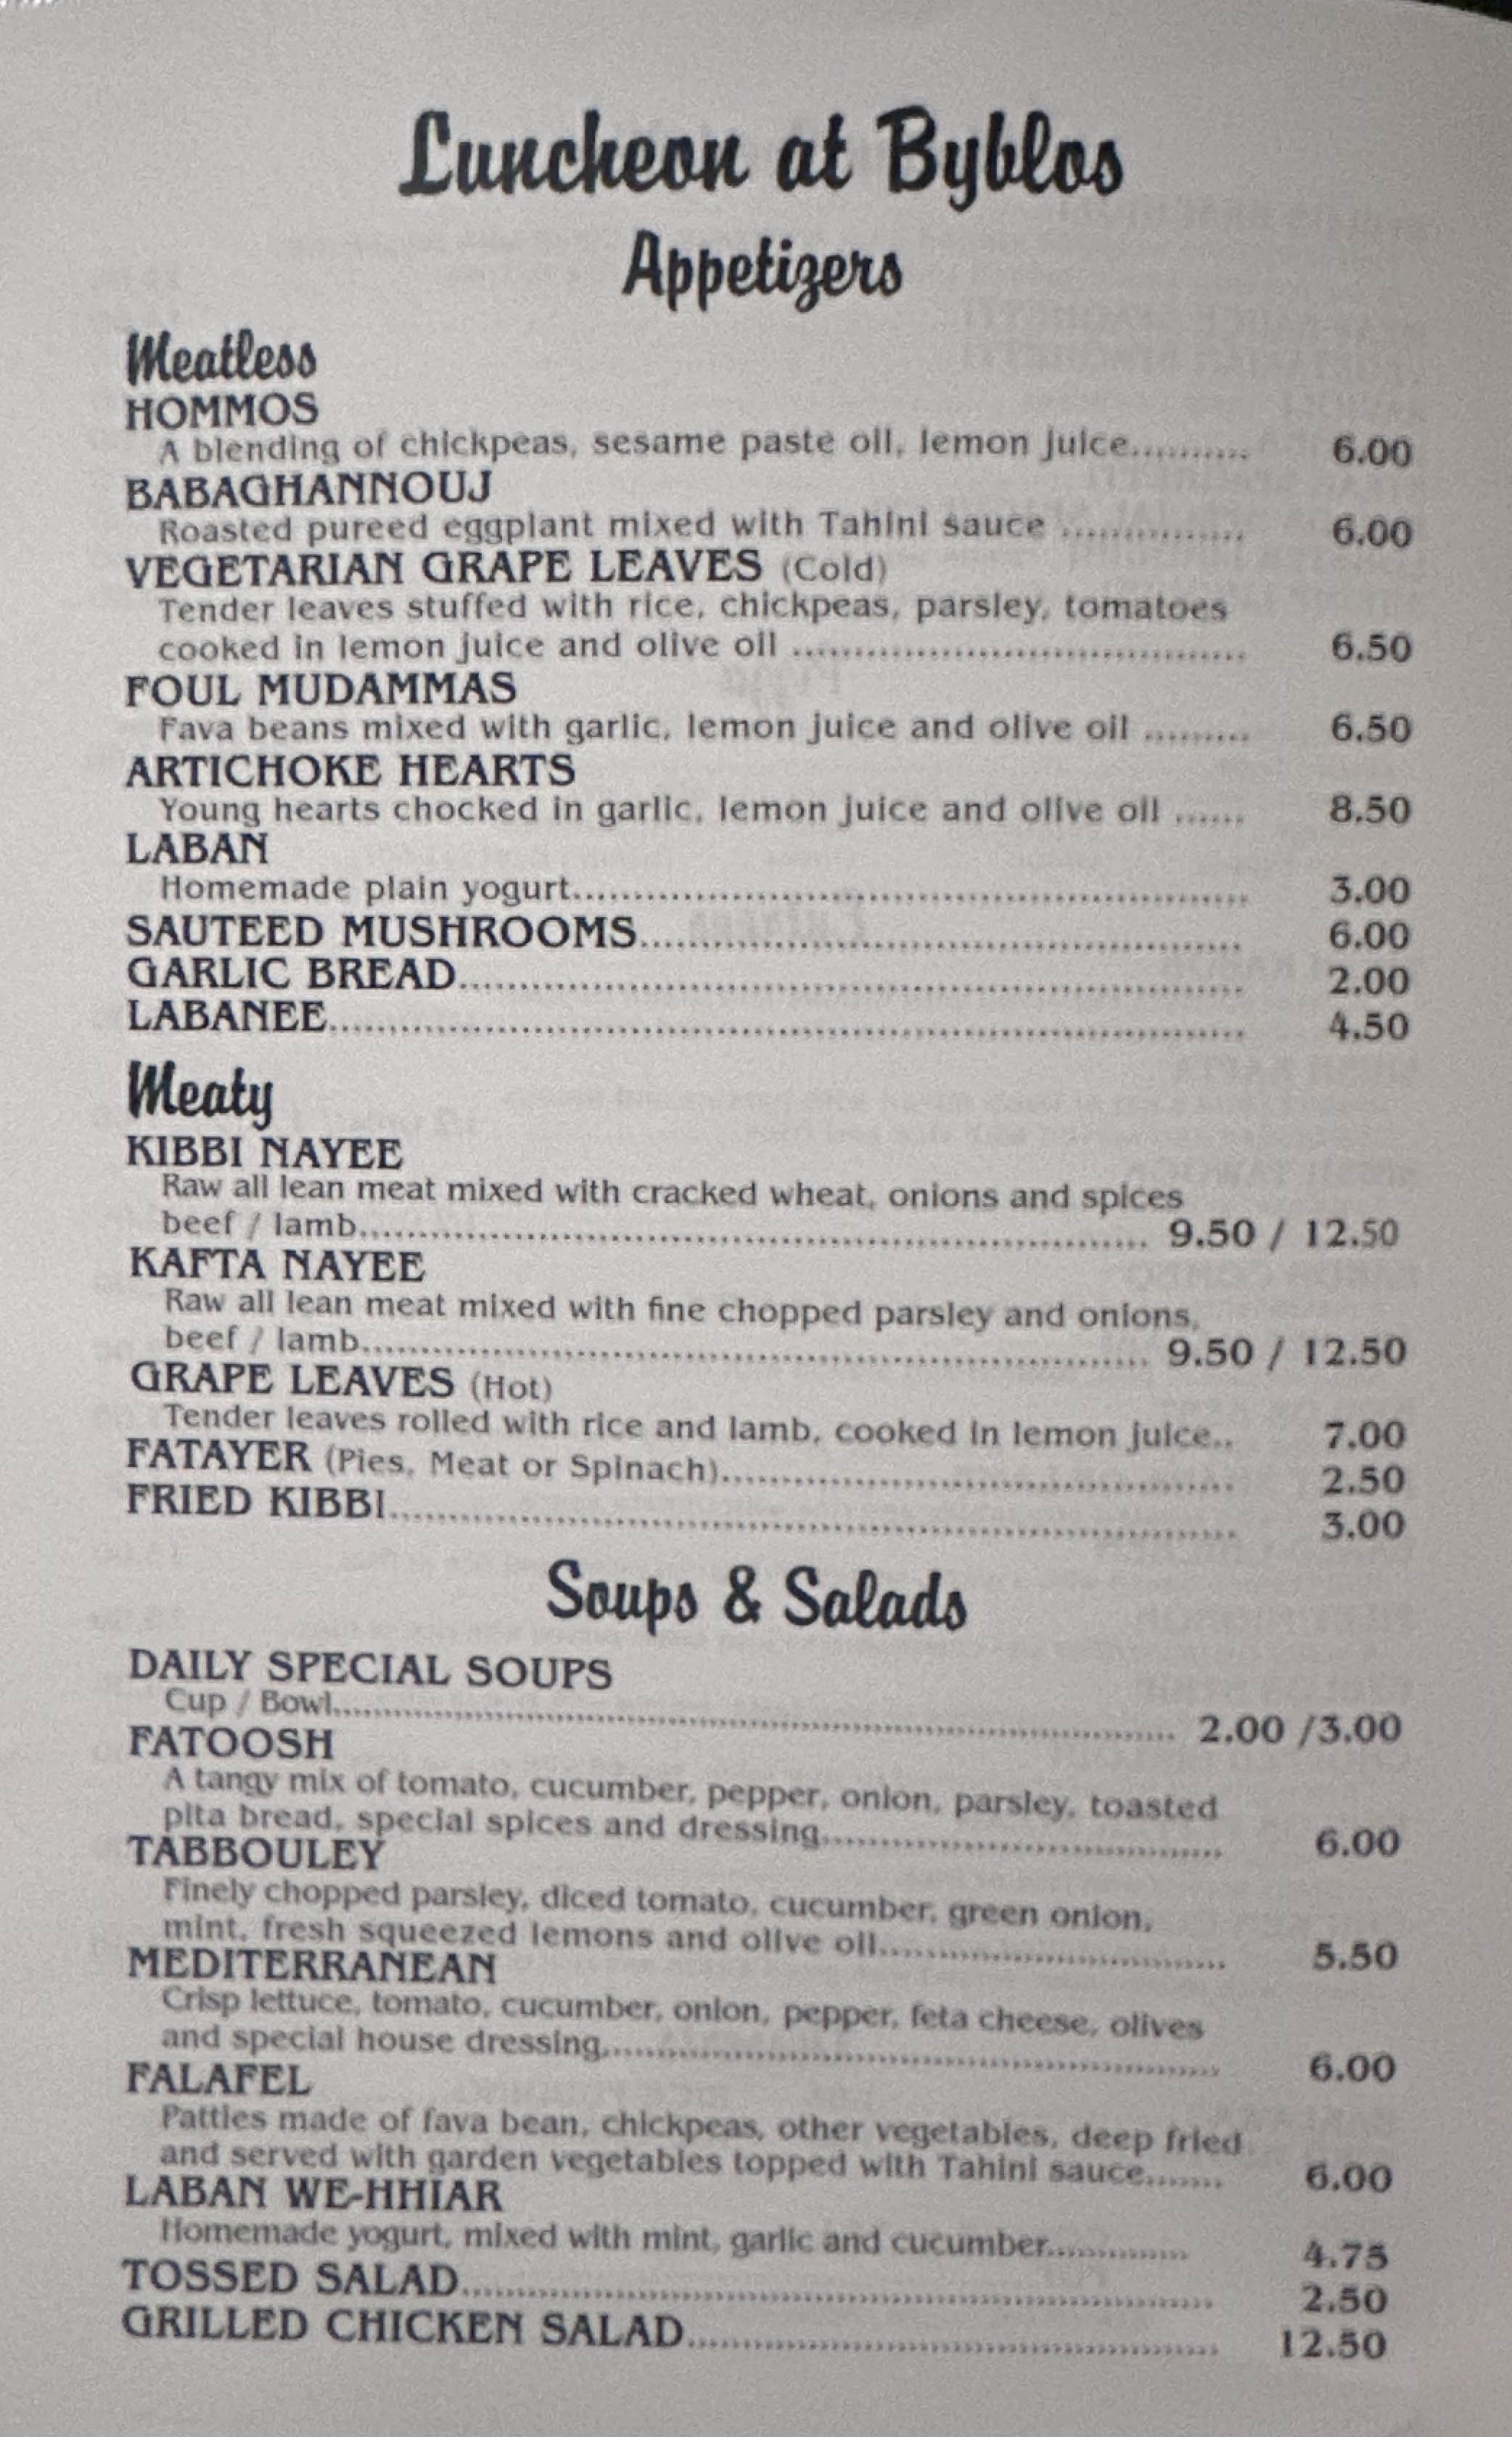 Luncheon at Byblos
Appetizers
Meatless
HOMMOS
A blending of chickpeas, sesame paste oil, lemon juice.......... 6.00
BABAGHANNOUJ
Roasted pureed eggplant mixed with Tahini sauce ............... 6.00
VEGETARIAN GRAPE LEAVES (Cold)
Tender leaves stuffed with rice, chickpeas, parsley, tomatoes
cooked in lemon juice and olive oil ..................................... 6.50
FOUL MUDAMMAS
Fava beans mixed with garlic, lemon juice and olive oil ......... 6.50
ARTICHOKE HEARTS
Young hearts chocked in garlic, lemon juice and olive oil ...... 8.50
LABAN
Homemade plain yogurt........................................................ 3.00
SAUTEED MUSHROOMS.................................................. 6.00
GARLIC BREAD................................................................. 2.00
LABANEE............................................................................ 4.50
Meaty
KIBBI NAYEE
Raw all lean meat mixed with cracked wheat, onions and spices
beef / lamb.................................................................. 9.50 / 12.50
KAFTA NAYEE
Raw all lean meat mixed with fine chopped parsley and onions,
beef / lamb.................................................................. 9.50 / 12.50
GRAPE LEAVES (Hot)
Tender leaves rolled with rice and lamb, cooked in lemon juice.. 7.00
FATAYER (Pies, Meat or Spinach).......................................... 2.50
FRIED KIBBI....................................................................... 3.00
Soups & Salads
DAILY SPECIAL SOUPS
Cup / Bowl...................................................................... 2.00 /3.00
FATOOSH
A tangy mix of tomato, cucumber, pepper, onion, parsley, toasted
pita bread, special spices and dressing................................. 6.00
TABBOULEY
Finely chopped parsley, diced tomato, cucumber, green onion,
mint, fresh squeezed lemons and olive oil............................. 5.50
MEDITERRANEAN
Crisp lettuce, tomato, cucumber, onion, pepper, feta cheese, olives
and special house dressing................................................... 6.00
FALAFEL
Patties made of fava bean, chickpeas, other vegetables, deep fried
and served with garden vegetables topped with Tahini sauce....... 6.00
LABAN WE-HHIAR
Homemade yogurt, mixed with mint, garlic and cucumber............. 4.75
TOSSED SALAD............................................................... 2.50
GRILLED CHICKEN SALAD............................................ 12.50